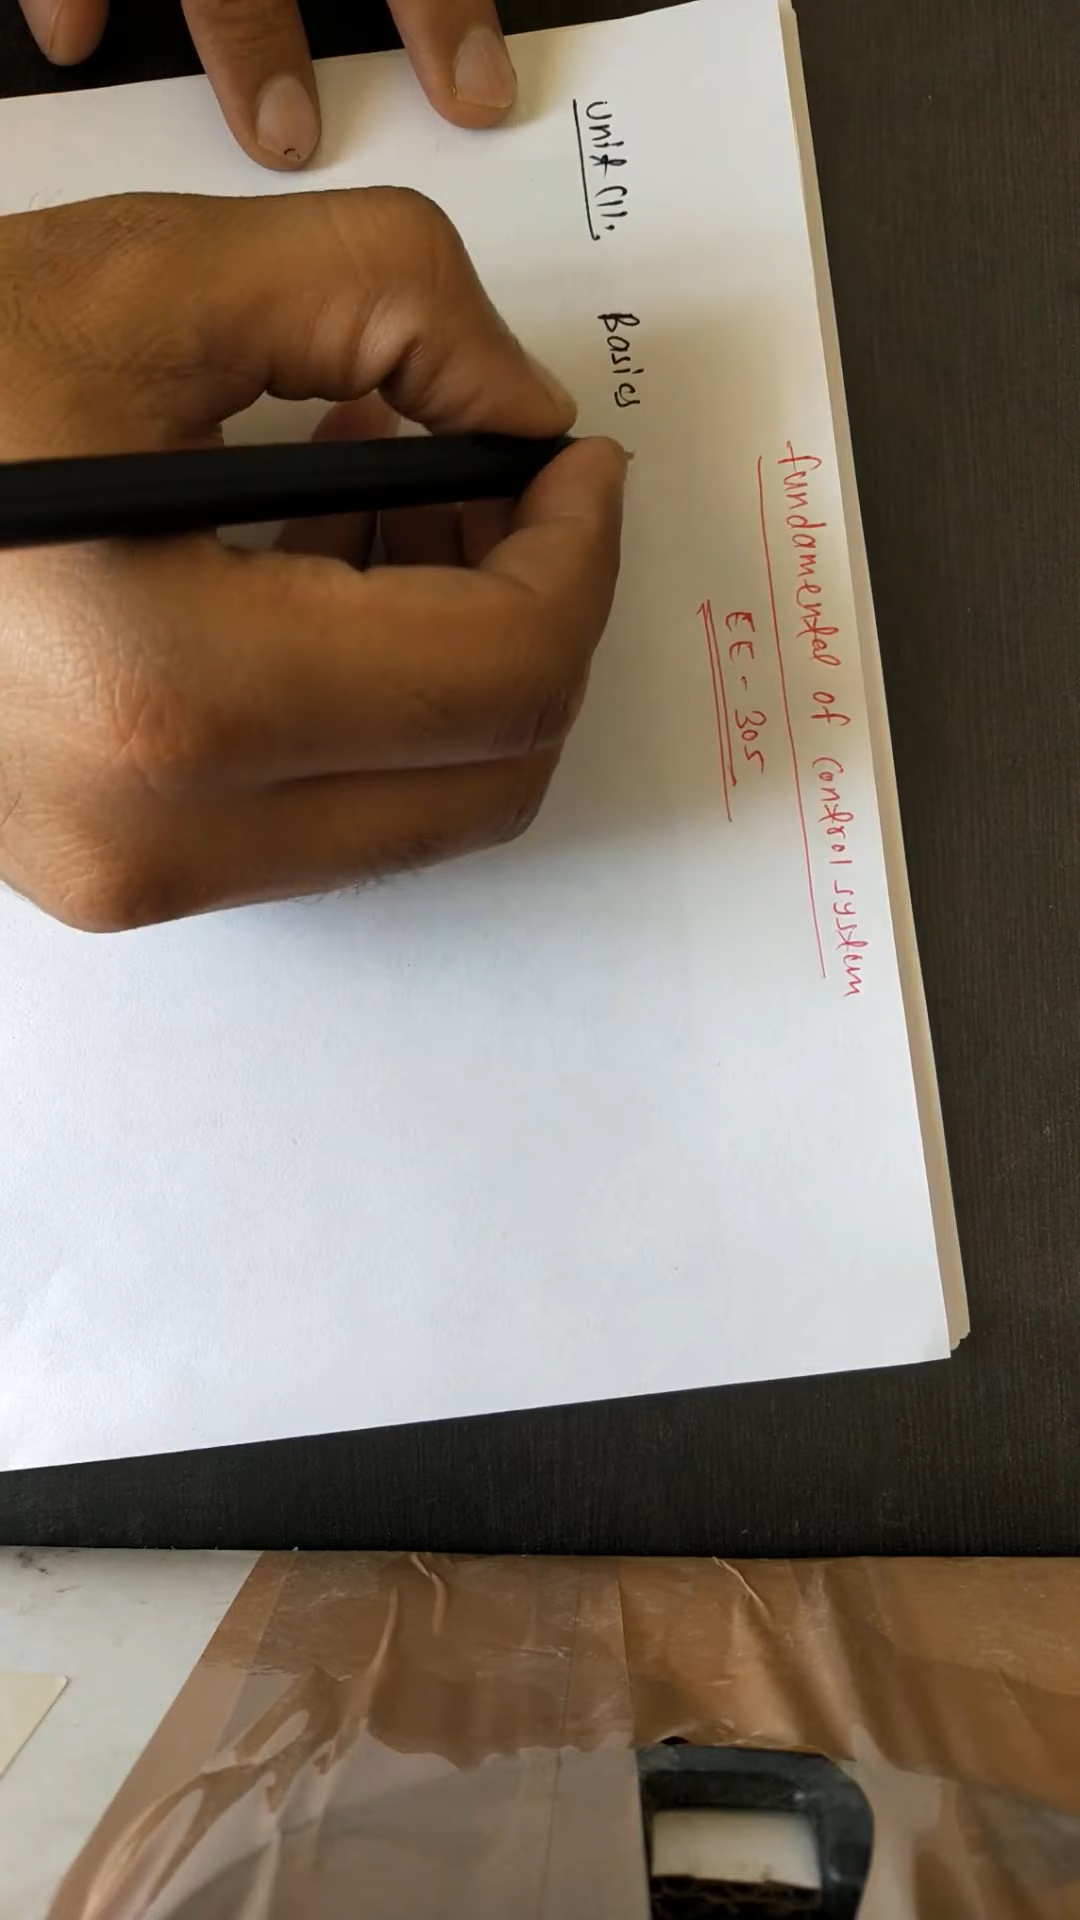 fundamental of control system
EE - 305
Unit (1). Basics